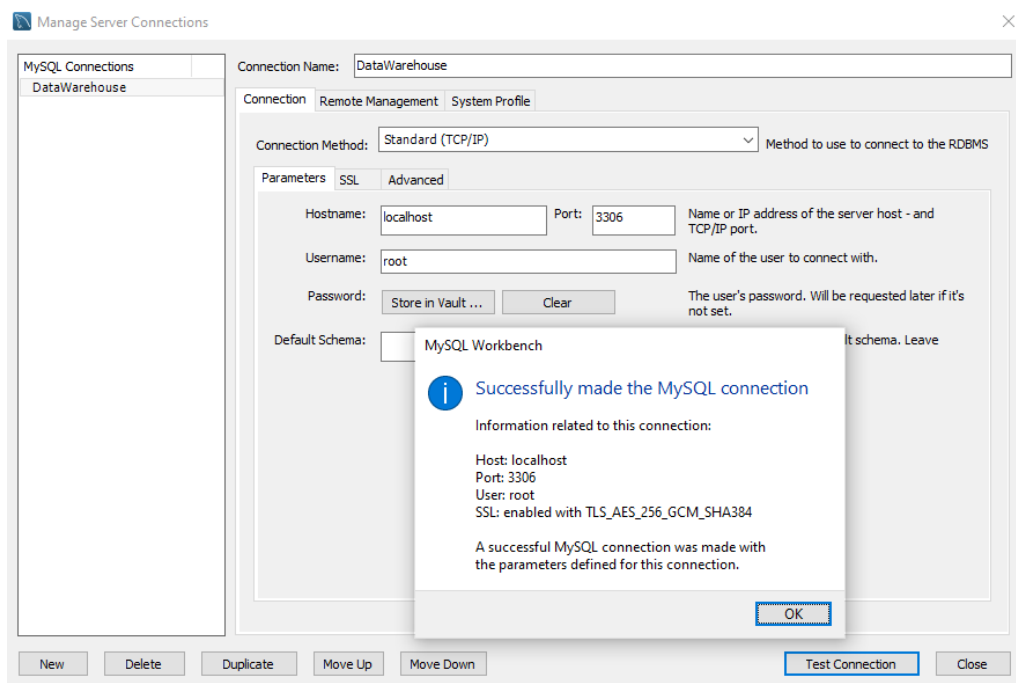 Manage Server Connections
MySQL Connections
DataWarehouse
Connection Name: DataWarehouse
Connection Remote Management System Profile
Connection Method: Standard (TCP/IP) Method to use to connect to the RDBMS
Parameters SSL Advanced
Hostname: localhost Port: 3306 Name or IP address of the server host - and
TCP/IP port.
Username: root Name of the user to connect with.
Password: Store in Vault ... Clear The user's password. Will be requested later if it's
not set.
Default Schema: lt schema. Leave
MySQL Workbench
Successfully made the MySQL connection
Information related to this connection:
Host: localhost
Port: 3306
User: root
SSL: enabled with TLS_AES_256_GCM_SHA384
A successful MySQL connection was made with
the parameters defined for this connection.
OK
New Delete Duplicate Move Up Move Down Test Connection Close